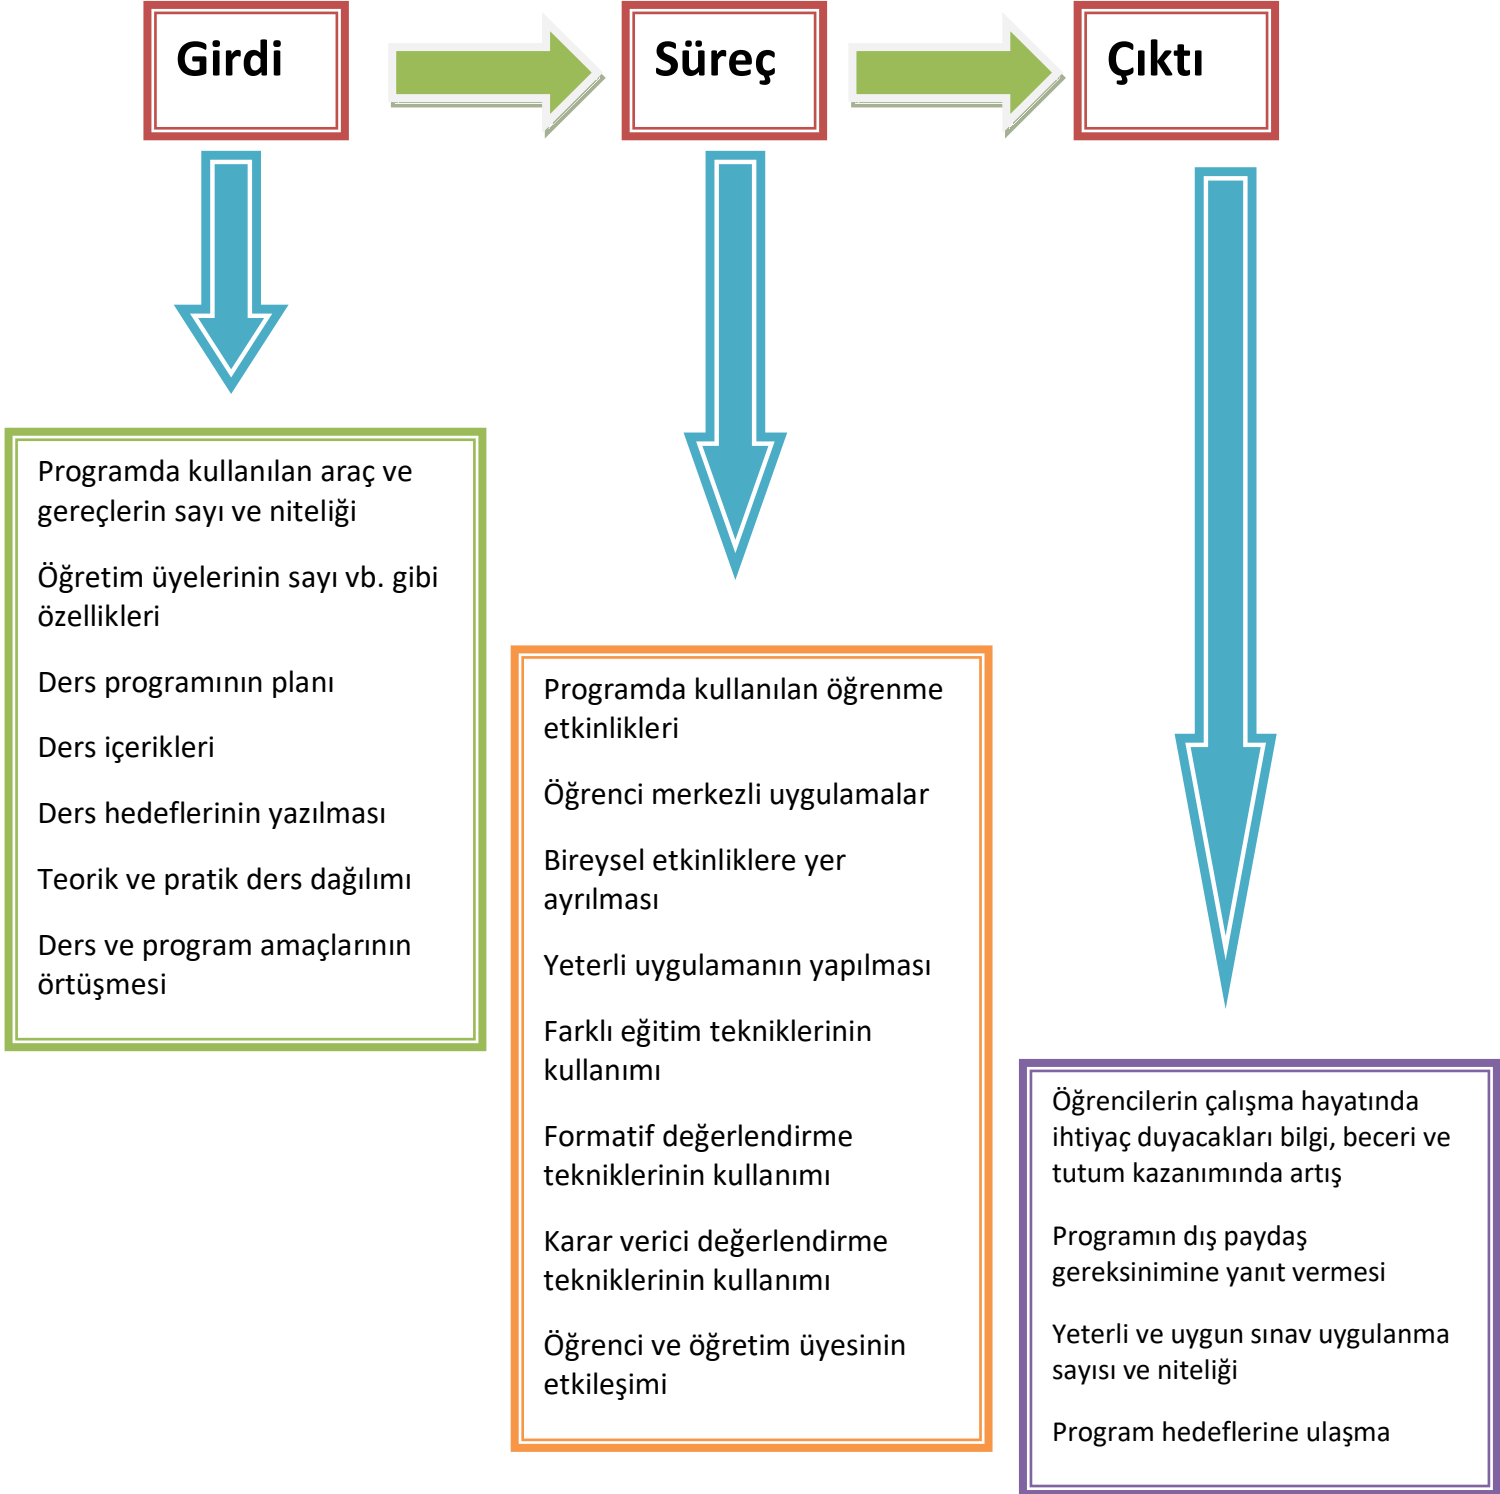 Girdi
Süreç
Çıktı
Programda kullanılan araç ve
gereçlerin sayı ve niteliği
Öğretim üyelerinin sayı vb. gibi
özellikleri
Ders programının planı
Ders içerikleri
Ders hedeflerinin yazılması
Teorik ve pratik ders dağılımı
Ders ve program amaçlarının
örtüşmesi
Programda kullanılan öğrenme
etkinlikleri
Öğrenci merkezli uygulamalar
Bireysel etkinliklere yer
ayrılması
Yeterli uygulamanın yapılması
Farklı eğitim tekniklerinin
kullanımı
Formatif değerlendirme
tekniklerinin kullanımı
Karar verici değerlendirme
tekniklerinin kullanımı
Öğrenci ve öğretim üyesinin
etkileşimi
Öğrencilerin çalışma hayatında
ihtiyaç duyacakları bilgi, beceri ve
tutum kazanımında artış
Programın dış paydaş
gereksinimine yanıt vermesi
Yeterli ve uygun sınav uygulanma
sayısı ve niteliği
Program hedeflerine ulaşma